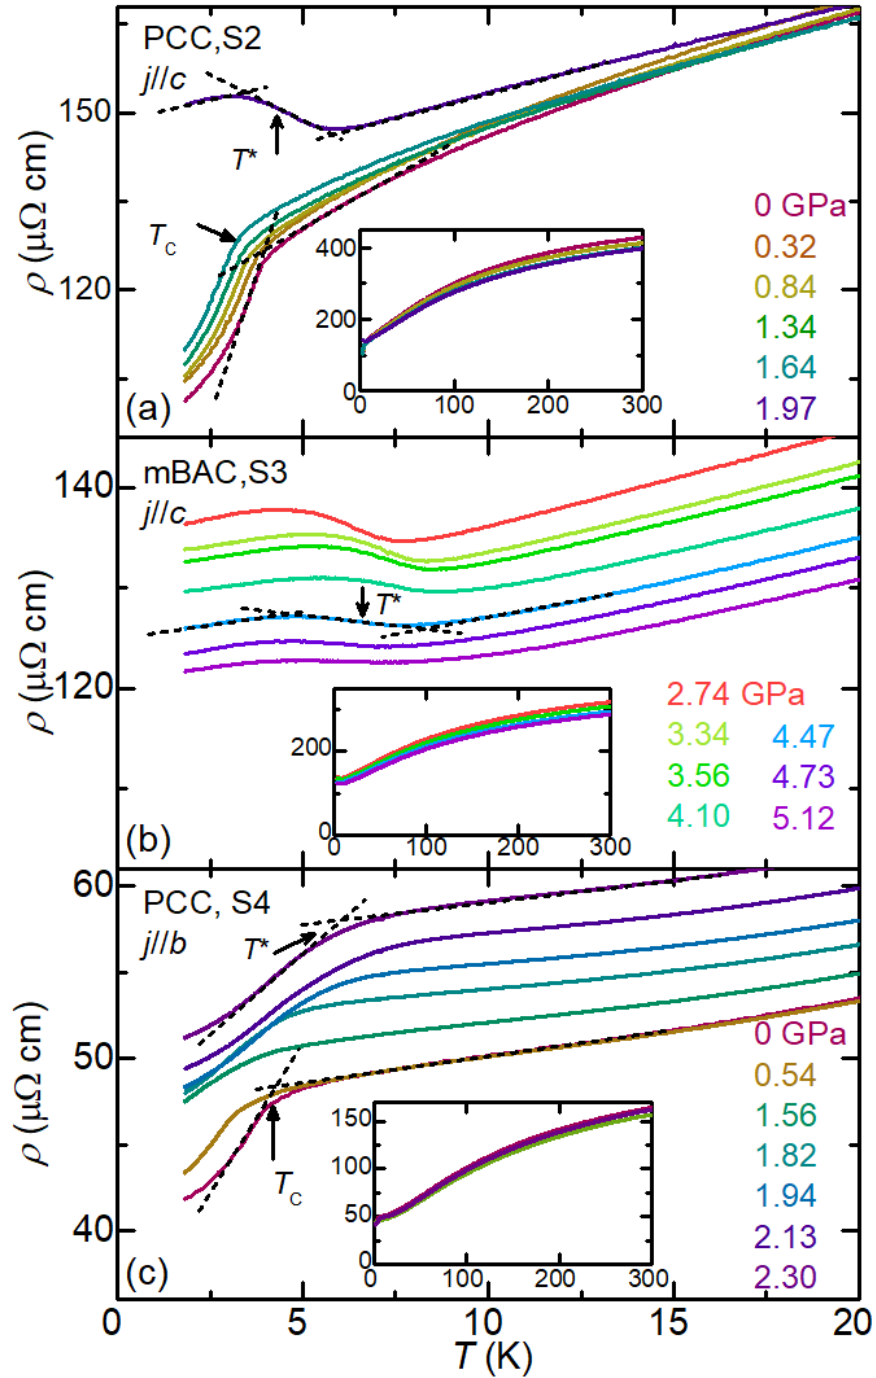 PCC,S2
j//c
150
T*
T_C
120
ρ (μΩ cm)
0 GPa
0.32
0.84
1.34
1.64
1.97
400
200
0
0 100 200 300
(a)
mBAC,S3
j//c
140
T*
120
ρ (μΩ cm)
2.74 GPa
3.34 4.47
3.56 4.73
4.10 5.12
200
0
0 100 200 300
(b)
60
PCC, S4
j//b
T*
50
ρ (μΩ cm)
0 GPa
0.54
1.56
1.82
1.94
2.13
2.30
T_C
150
100
50
0
0 100 200 300
40
(c)
0 5 10 15 20
T (K)